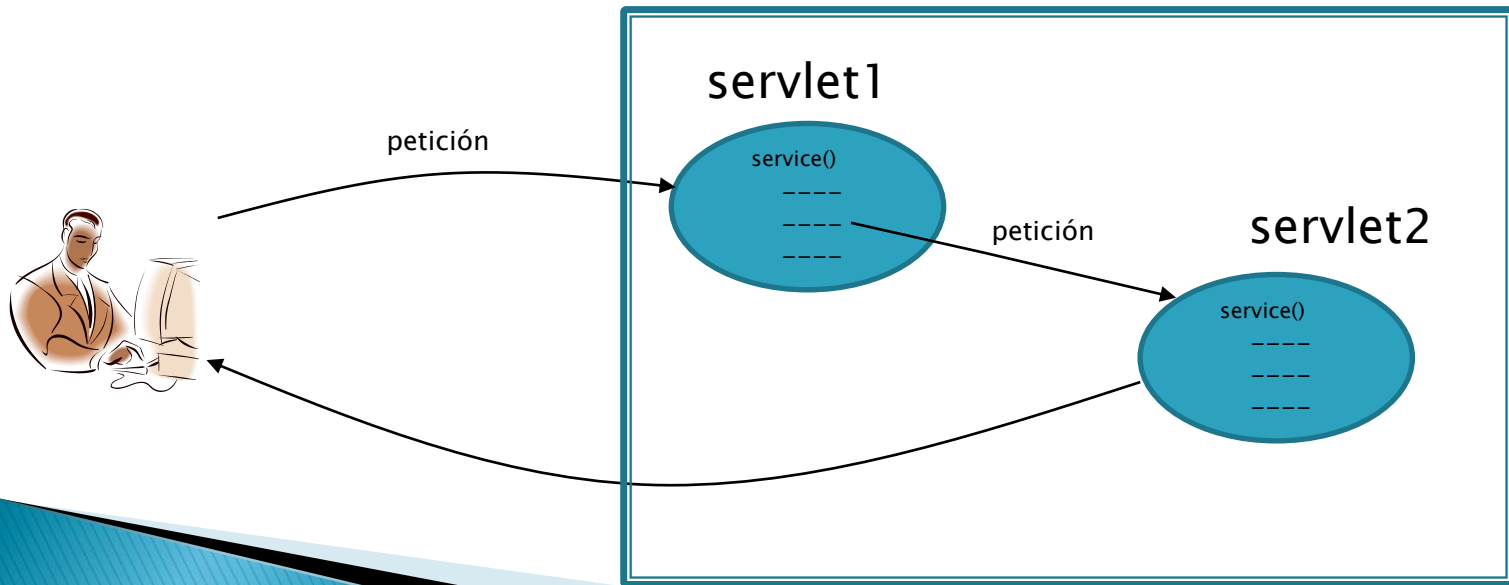 servlet1
petición
service()
----
----
----
petición
servlet2
service()
----
----
----